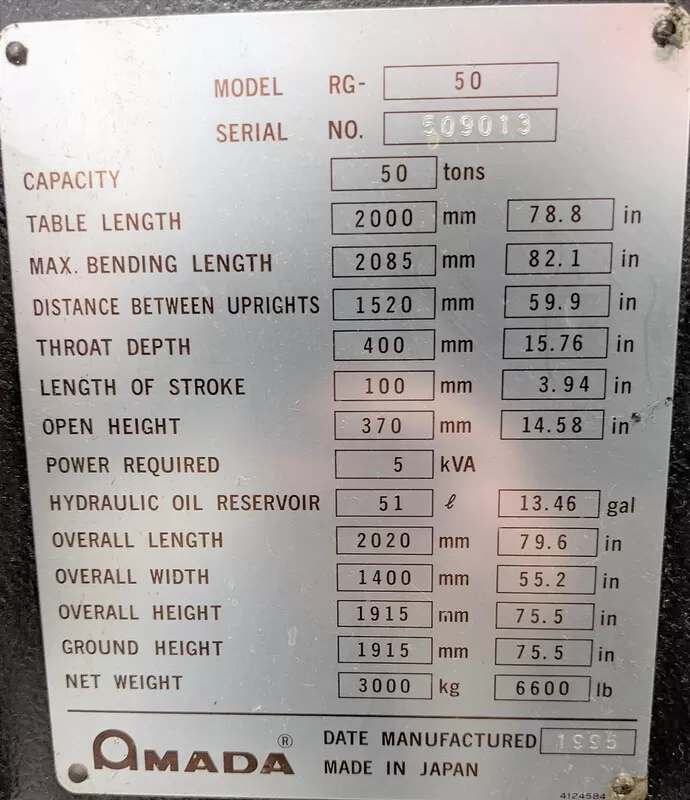 MODEL RG- 50
SERIAL NO. 509013
CAPACITY 50 tons
TABLE LENGTH 2000 mm 78.8 in
MAX. BENDING LENGTH 2085 mm 82.1 in
DISTANCE BETWEEN UPRIGHTS 1520 mm 59.9 in
THROAT DEPTH 400 mm 15.76 in
LENGTH OF STROKE 100 mm 3.94 in
OPEN HEIGHT 370 mm 14.58 in
POWER REQUIRED 5 kVA
HYDRAULIC OIL RESERVOIR 51 ℓ 13.46 gal
OVERALL LENGTH 2020 mm 79.6 in
OVERALL WIDTH 1400 mm 55.2 in
OVERALL HEIGHT 1915 mm 75.5 in
GROUND HEIGHT 1915 mm 75.5 in
NET WEIGHT 3000 kg 6600 lb
AMADA ® DATE MANUFACTURED 1995
MADE IN JAPAN
4124584